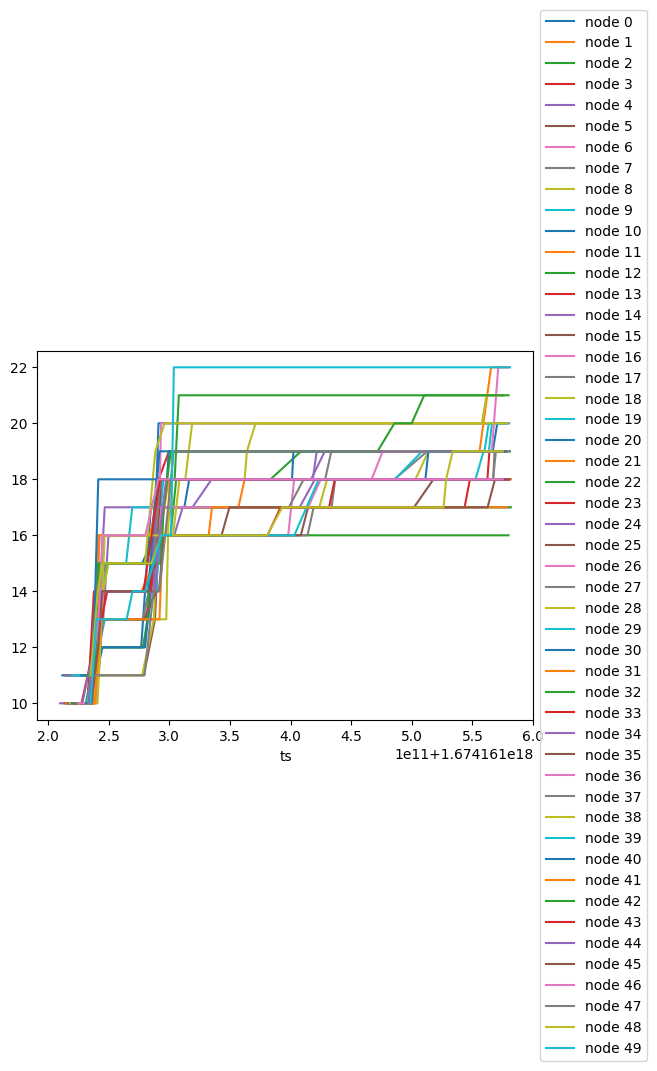 22
20
18
16
14
12
10
2.0 2.5 3.0 3.5 4.0 4.5 5.0 5.5 6.0
1e11+1.674161e18
ts
node 0
node 1
node 2
node 3
node 4
node 5
node 6
node 7
node 8
node 9
node 10
node 11
node 12
node 13
node 14
node 15
node 16
node 17
node 18
node 19
node 20
node 21
node 22
node 23
node 24
node 25
node 26
node 27
node 28
node 29
node 30
node 31
node 32
node 33
node 34
node 35
node 36
node 37
node 38
node 39
node 40
node 41
node 42
node 43
node 44
node 45
node 46
node 47
node 48
node 49